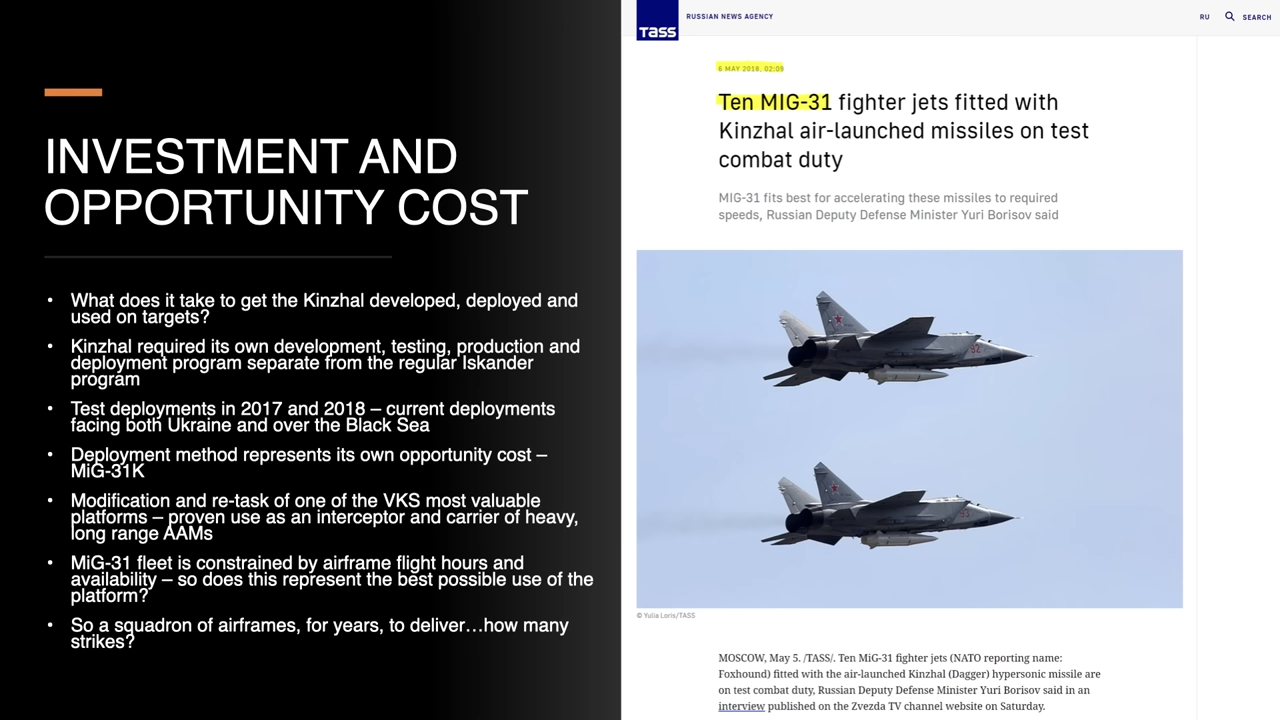 INVESTMENT AND
OPPORTUNITY COST
• What does it take to get the Kinzhal developed, deployed and
used on targets?
• Kinzhal required its own development, testing, production and
deployment program separate from the regular Iskander
program
• Test deployments in 2017 and 2018 – current deployments
facing both Ukraine and over the Black Sea
• Deployment method represents its own opportunity cost –
MiG-31K
• Modification and re-task of one of the VKS most valuable
platforms – proven use as an interceptor and carrier of heavy,
long range AAMs
• MiG-31 fleet is constrained by airframe flight hours and
availability – so does this represent the best possible use of the
platform?
• So a squadron of airframes, for years, to deliver…how many
strikes?
TASS
RUSSIAN NEWS AGENCY
RU
SEARCH
6 MAY 2018, 02:09
Ten MIG-31 fighter jets fitted with
Kinzhal air-launched missiles on test
combat duty
MIG-31 fits best for accelerating these missiles to required
speeds, Russian Deputy Defense Minister Yuri Borisov said
92
93
© Yulia Loris/TASS
MOSCOW, May 5. /TASS/. Ten MiG-31 fighter jets (NATO reporting name:
Foxhound) fitted with the air-launched Kinzhal (Dagger) hypersonic missile are
on test combat duty, Russian Deputy Defense Minister Yuri Borisov said in an
interview published on the Zvezda TV channel website on Saturday.